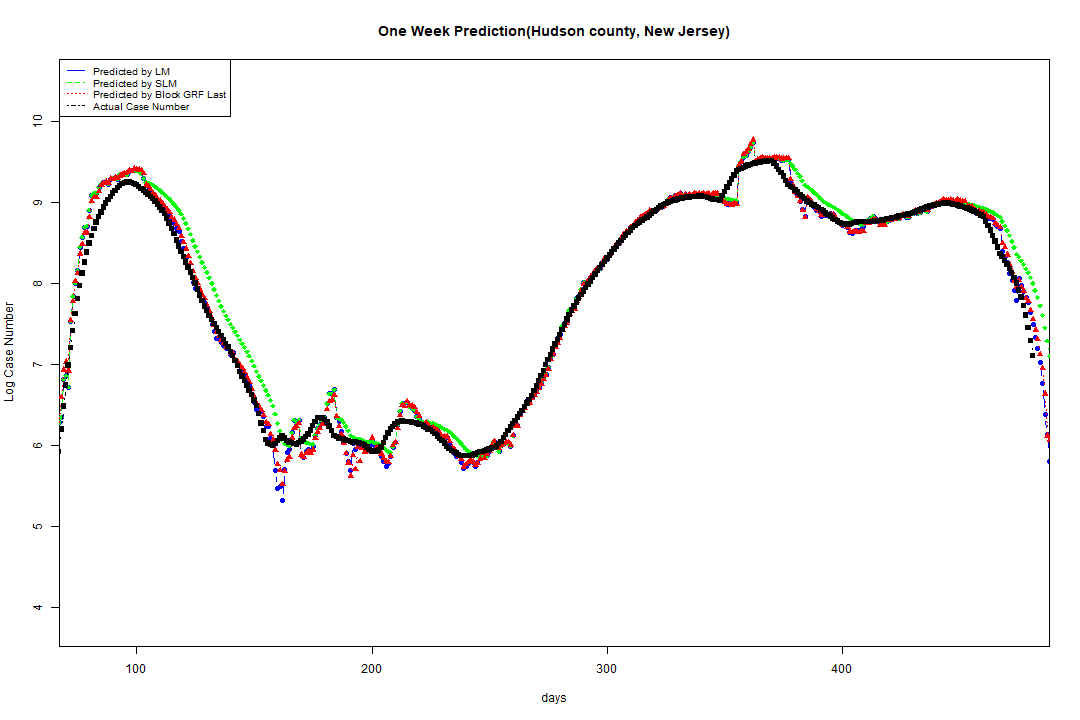 One Week Prediction(Hudson county, New Jersey)
Predicted by LM
Predicted by SLM
Predicted by Block GRF Last
Actual Case Number
10
9
8
7
6
5
4
Log Case Number
100 200 300 400
days